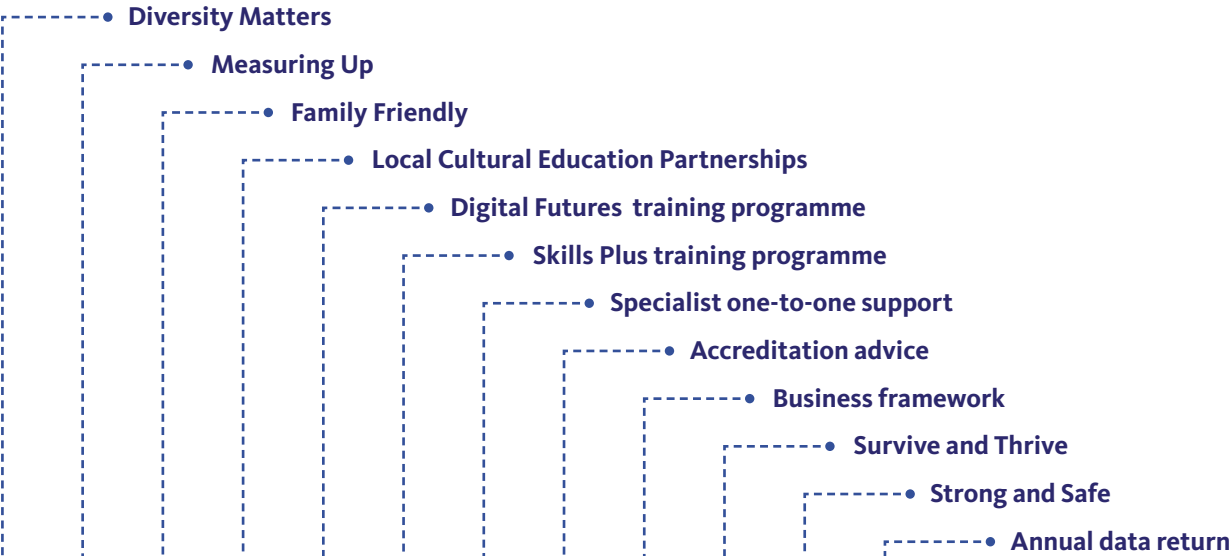 Diversity Matters
Measuring Up
Family Friendly
Local Cultural Education Partnerships
Digital Futures training programme
Skills Plus training programme
Specialist one-to-one support
Accreditation advice
Business framework
Survive and Thrive
Strong and Safe
Annual data return